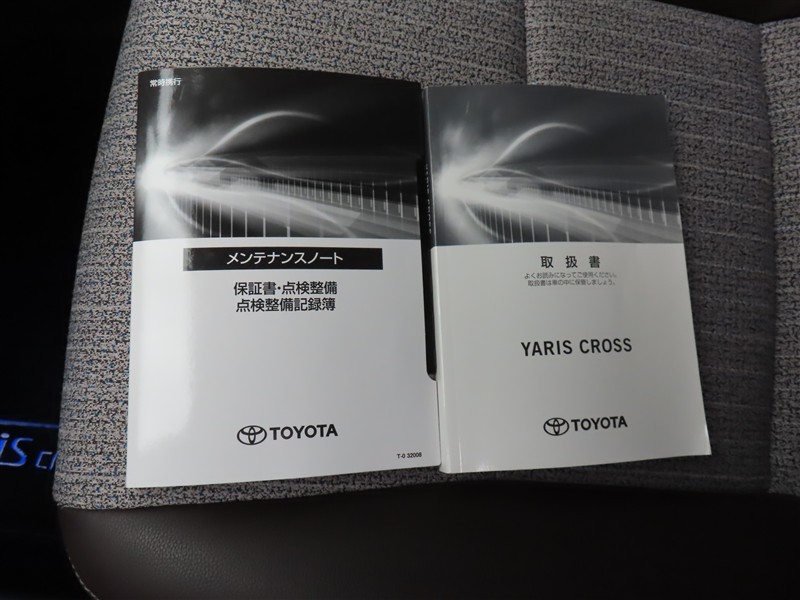 常時携行
メンテナンスノート
保証書・点検整備
点検整備記録簿
TOYOTA
T-0 32008
取扱書
よくお読みになってご使用ください。
取扱書は車の中に保管しましょう。
YARIS CROSS
TOYOTA